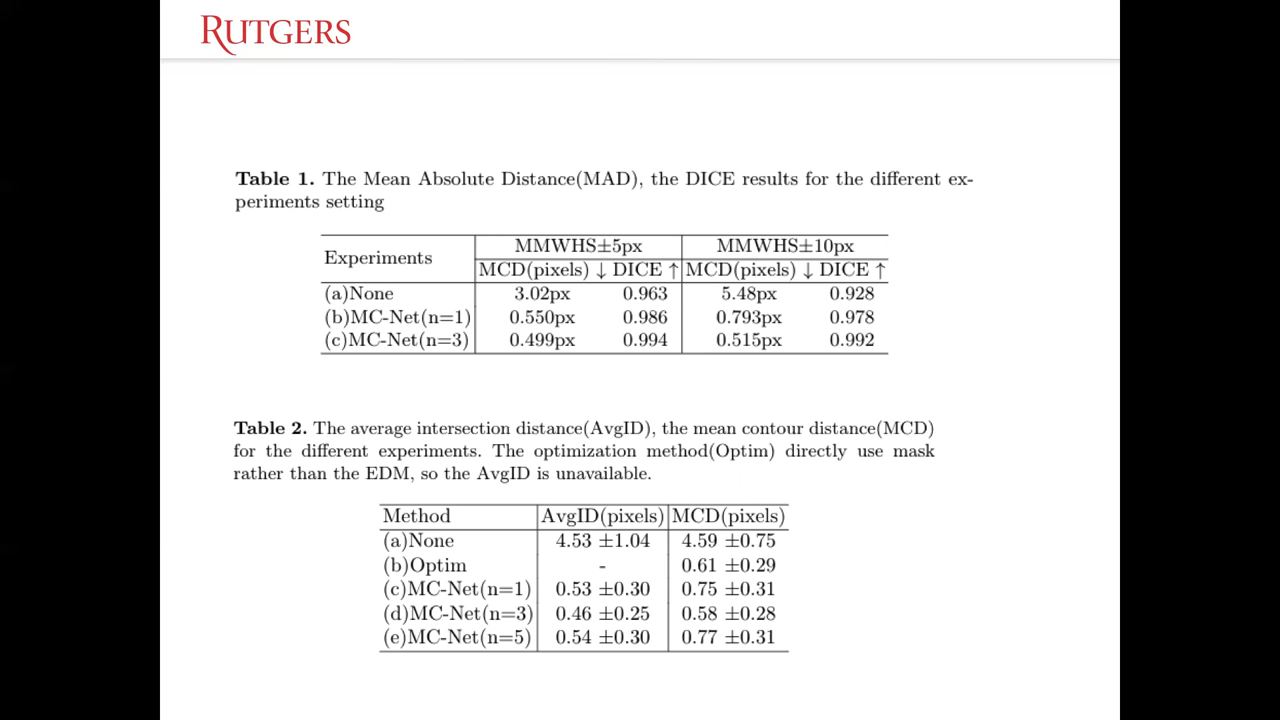 RUTGERS
Table 1. The Mean Absolute Distance(MAD), the DICE results for the different ex-
periments setting
Experiments MMWHS±5px MMWHS±10px
MCD(pixels) ↓ DICE ↑ MCD(pixels) ↓ DICE ↑
(a)None 3.02px 0.963 5.48px 0.928
(b)MC-Net(n=1) 0.550px 0.986 0.793px 0.978
(c)MC-Net(n=3) 0.499px 0.994 0.515px 0.992
Table 2. The average intersection distance(AvgID), the mean contour distance(MCD)
for the different experiments. The optimization method(Optim) directly use mask
rather than the EDM, so the AvgID is unavailable.
Method AvgID(pixels) MCD(pixels)
(a)None 4.53 ±1.04 4.59 ±0.75
(b)Optim - 0.61 ±0.29
(c)MC-Net(n=1) 0.53 ±0.30 0.75 ±0.31
(d)MC-Net(n=3) 0.46 ±0.25 0.58 ±0.28
(e)MC-Net(n=5) 0.54 ±0.30 0.77 ±0.31